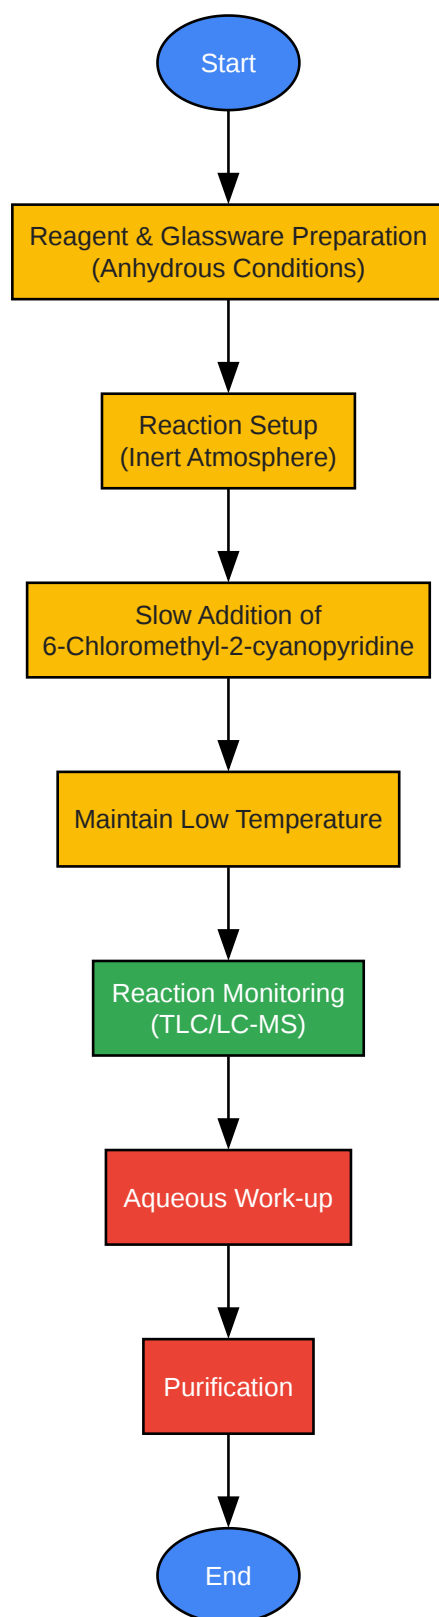 Start
Reagent & Glassware Preparation
(Anhydrous Conditions)
Reaction Setup
(Inert Atmosphere)
Slow Addition of
6-Chloromethyl-2-cyanopyridine
Maintain Low Temperature
Reaction Monitoring
(TLC/LC-MS)
Aqueous Work-up
Purification
End